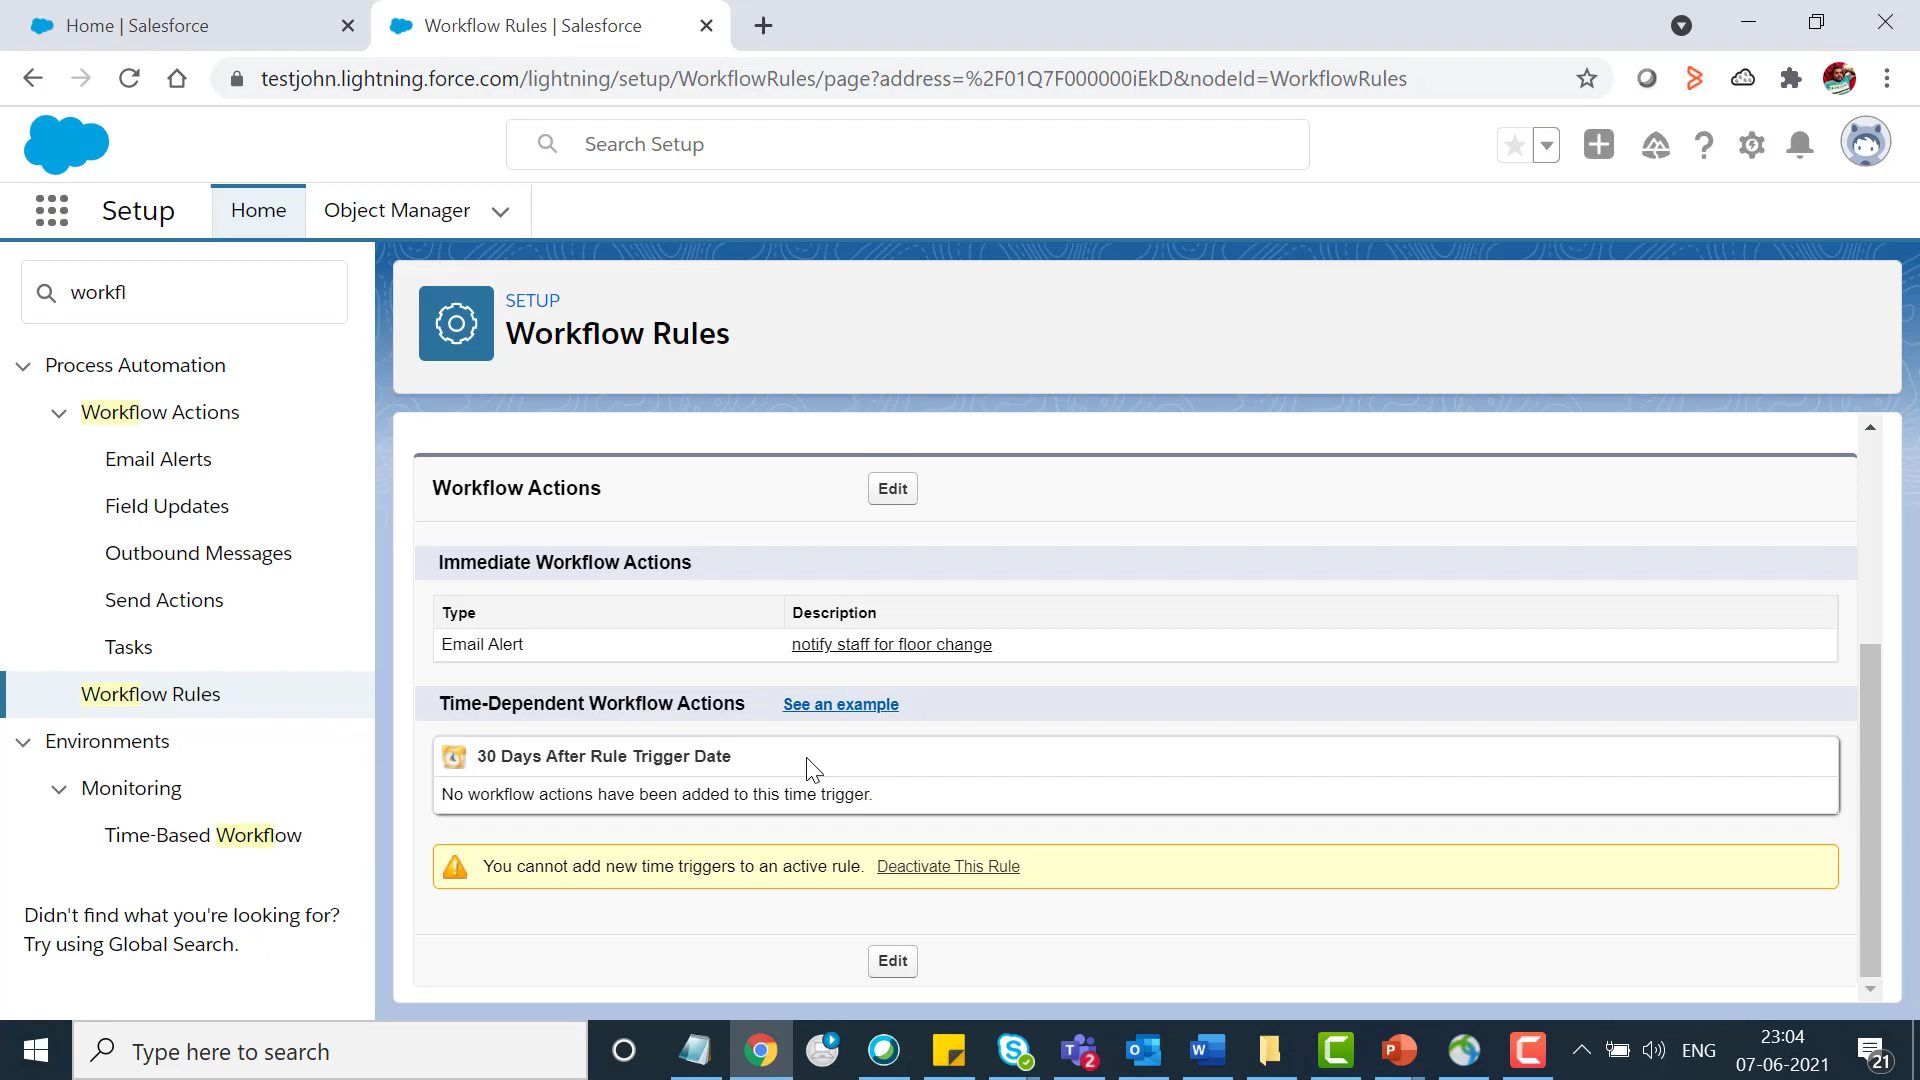 Home | Salesforce
Workflow Rules | Salesforce
testjohn.lightning.force.com/lightning/setup/WorkflowRules/page?address=%2F01Q7F000000iEkD&nodeId=WorkflowRules
Search Setup
Setup
Home
Object Manager
workfl
SETUP
Workflow Rules
Process Automation
Workflow Actions
Email Alerts
Field Updates
Outbound Messages
Send Actions
Tasks
Workflow Rules
Environments
Monitoring
Time-Based Workflow
Didn't find what you're looking for?
Try using Global Search.
Workflow Actions
Edit
Immediate Workflow Actions
Type Description
Email Alert notify staff for floor change
Time-Dependent Workflow Actions See an example
30 Days After Rule Trigger Date
No workflow actions have been added to this time trigger.
You cannot add new time triggers to an active rule. Deactivate This Rule
Edit
Type here to search
2
ENG
23:04
07-06-2021
21